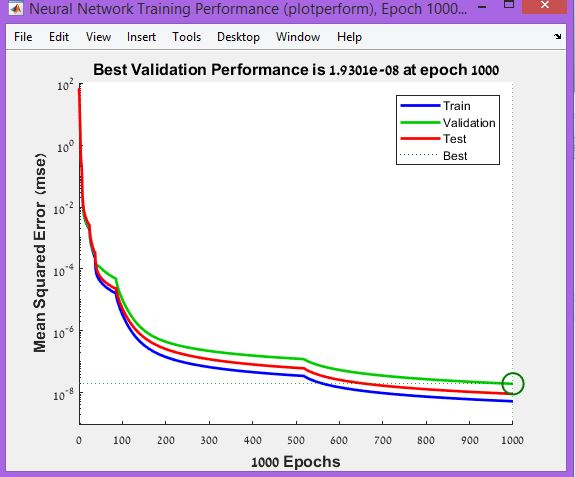 Neural Network Training Performance (plotperform), Epoch 1000...
File Edit View Insert Tools Desktop Window Help
Best Validation Performance is 1.9301e-08 at epoch 1000
Mean Squared Error (mse)
10^2
10^0
10^-2
10^-4
10^-6
10^-8
Train
Validation
Test
Best
0 100 200 300 400 500 600 700 800 900 1000
1000 Epochs